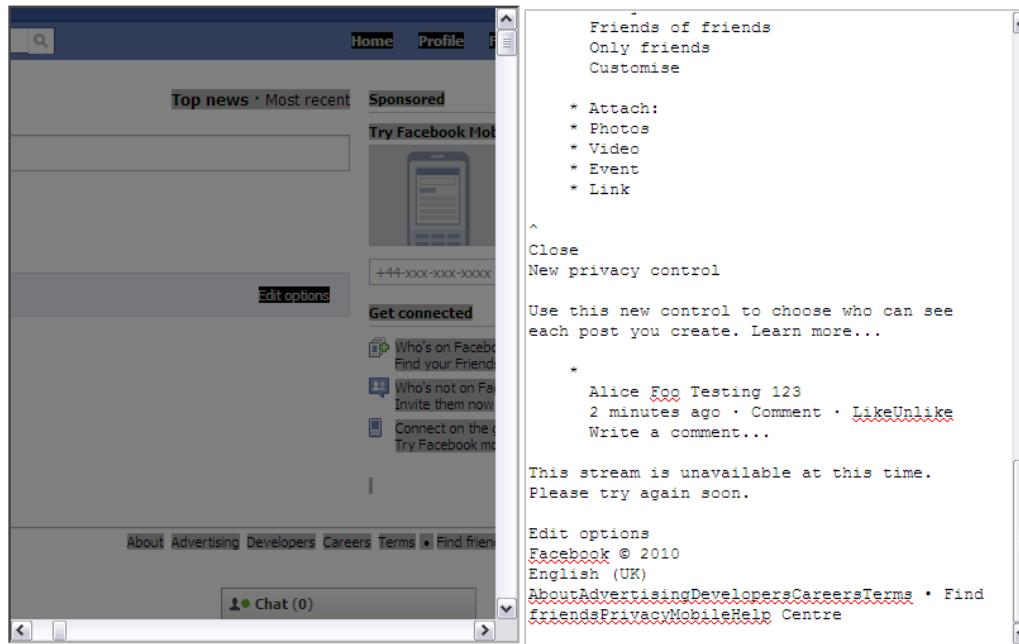 Home Profile
Top news · Most recent
Sponsored
Try Facebook Mob
+44-xxx-xxx-xxxx
Edit options
Get connected
Who's on Facebo
Find your Friend
Who's not on Fa
Invite them now
Connect on the
Try Facebook mo
About Advertising Developers Careers Terms • Find frien
Chat (0)
Friends of friends
Only friends
Customise
* Attach:
* Photos
* Video
* Event
* Link
^
Close
New privacy control
Use this new control to choose who can see
each post you create. Learn more...
*
Alice Foo Testing 123
2 minutes ago · Comment · LikeUnlike
Write a comment...
This stream is unavailable at this time.
Please try again soon.
Edit options
Facebook © 2010
English (UK)
AboutAdvertisingDevelopersCareersTerms • Find
friendsPrivacyMobileHelp Centre